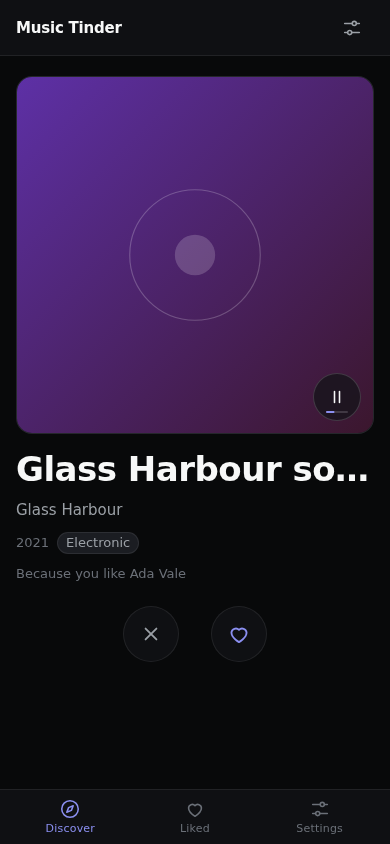 Music Tinder
Glass Harbour so...
Glass Harbour
2021 Electronic
Because you like Ada Vale
Discover Liked Settings